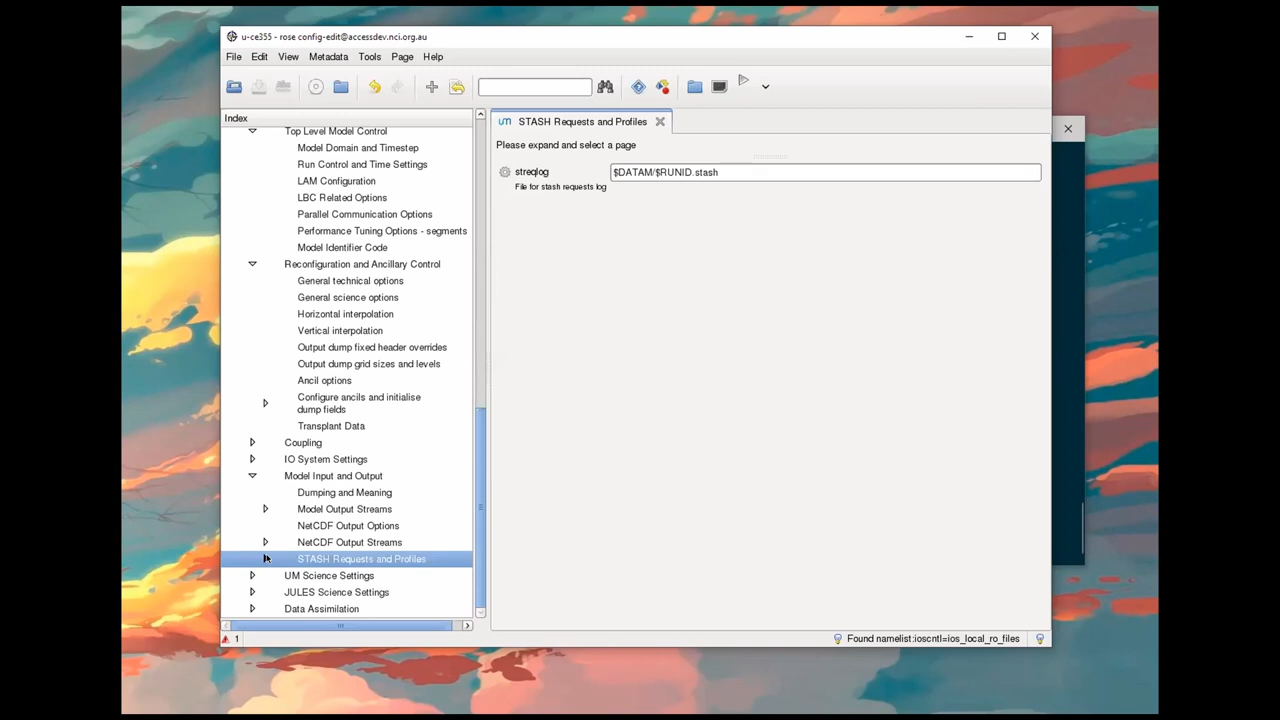 u-ce355 - rose config-edit@accessdev.nci.org.au
File Edit View Metadata Tools Page Help
Index
Top Level Model Control
Model Domain and Timestep
Run Control and Time Settings
LAM Configuration
LBC Related Options
Parallel Communication Options
Performance Tuning Options - segments
Model Identifier Code
Reconfiguration and Ancillary Control
General technical options
General science options
Horizontal interpolation
Vertical interpolation
Output dump fixed header overrides
Output dump grid sizes and levels
Ancil options
Configure ancils and initialise
dump fields
Transplant Data
Coupling
IO System Settings
Model Input and Output
Dumping and Meaning
Model Output Streams
NetCDF Output Options
NetCDF Output Streams
STASH Requests and Profiles
UM Science Settings
JULES Science Settings
Data Assimilation
um STASH Requests and Profiles
Please expand and select a page
streqlog $DATAM/$RUNID.stash
File for stash requests log
1
Found namelist:ioscntl=ios_local_ro_files